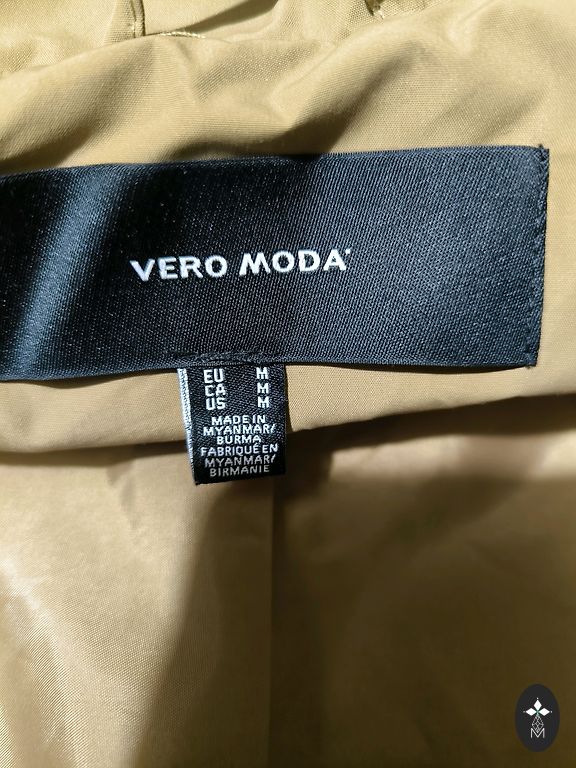 VERO MODA
EU M
CA M
US M
MADE IN
MYANMAR/
BURMA
FABRIQUÉ EN
MYANMAR/
BIRMANIE
M